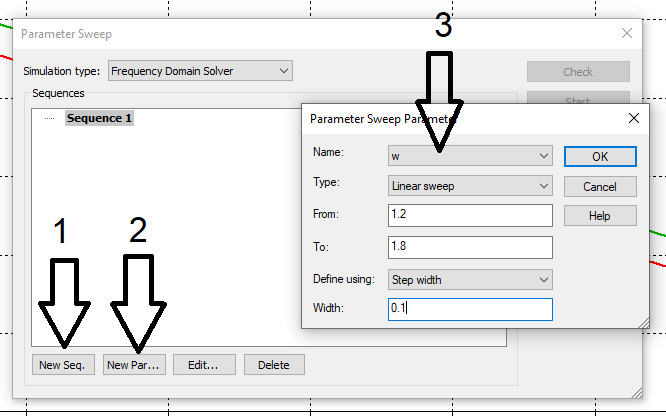 Parameter Sweep
3
Simulation type: Frequency Domain Solver
Check
Sequences
Start
Sequence 1
Parameter Sweep Parameter
Name: w OK
Type: Linear sweep Cancel
From: 1.2 Help
To: 1.8
1 2
Define using: Step width
Width: 0.1
New Seq. New Par... Edit... Delete